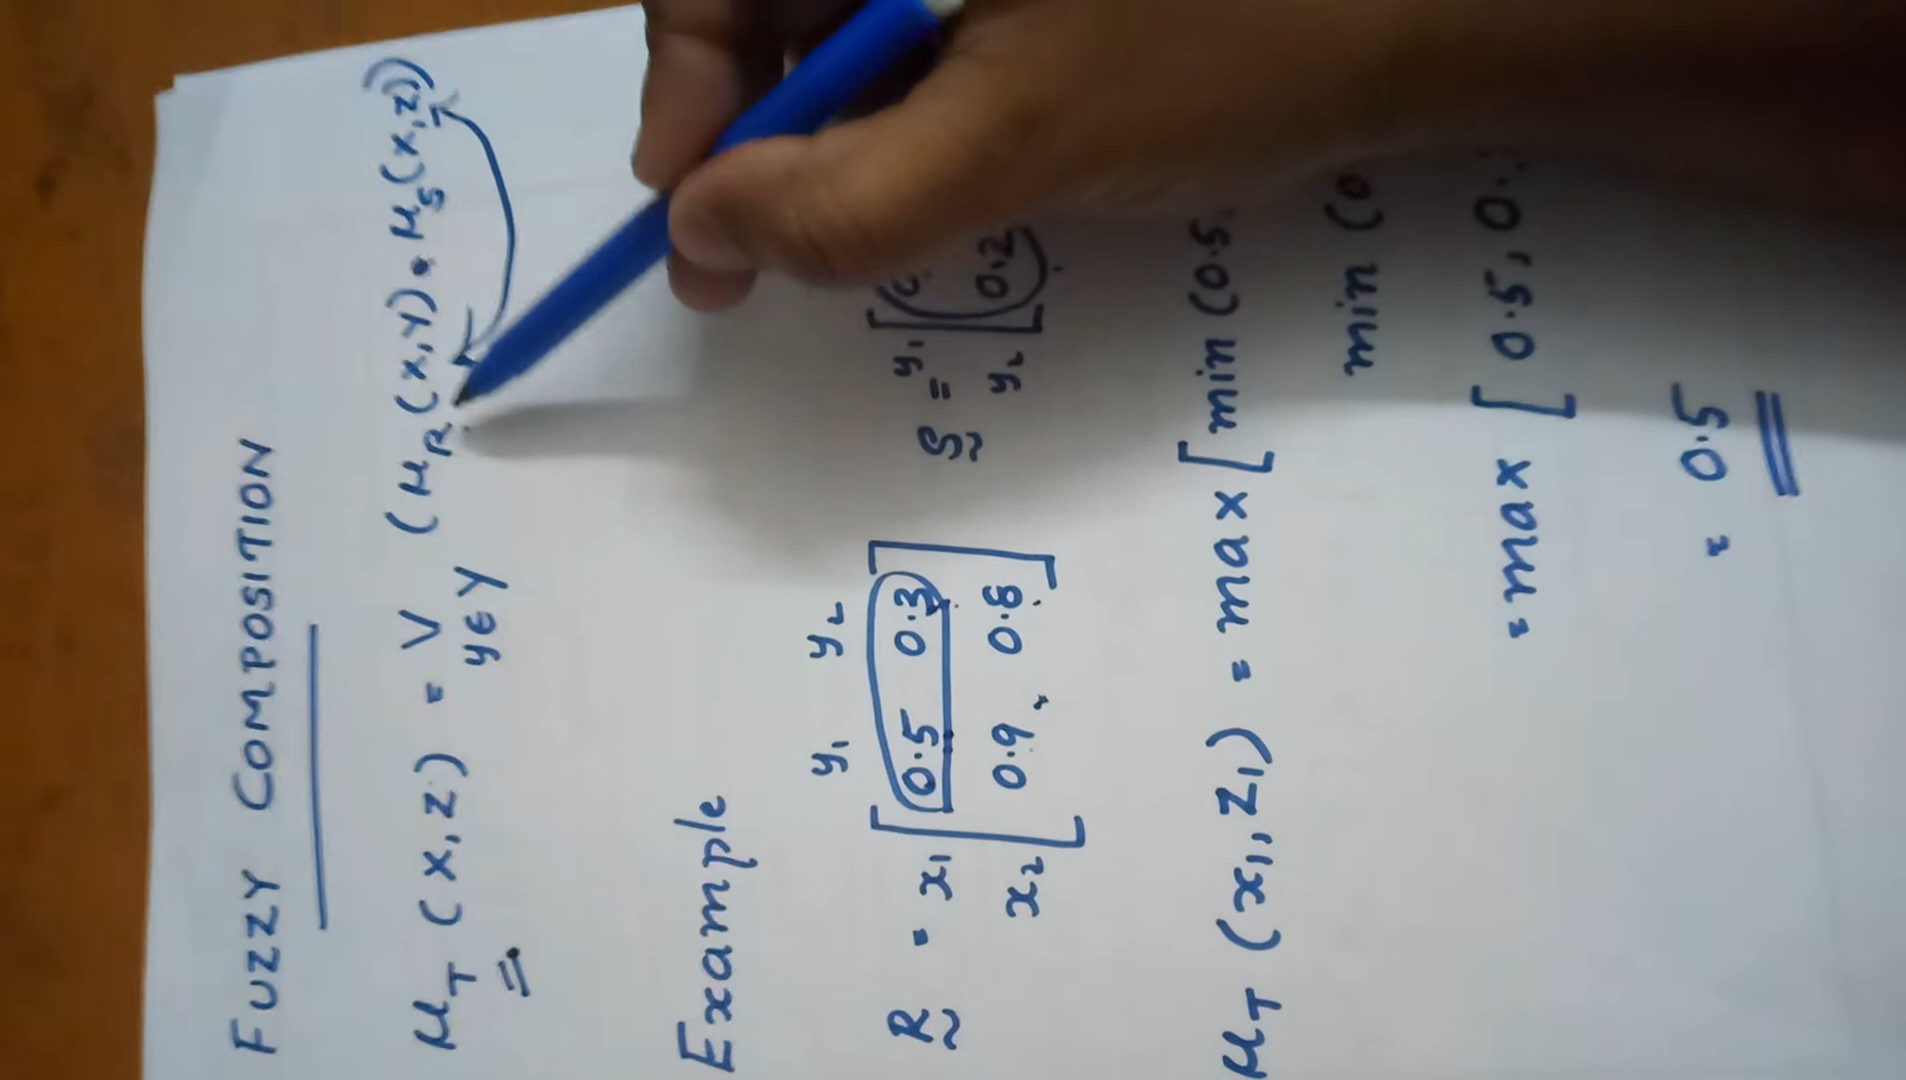 FUZZY COMPOSITION
μT (x,z) = V (μR(x,y) • μS(x,z))
y∈Y
Example
y1 y2
R = x1 [ 0.5 0.3 ]
x2 0.9 0.8
S = y1 [
y2 0.2
μT (x1, z1) = max [ min (0.5
min (0
= max [ 0.5, 0.
= 0.5